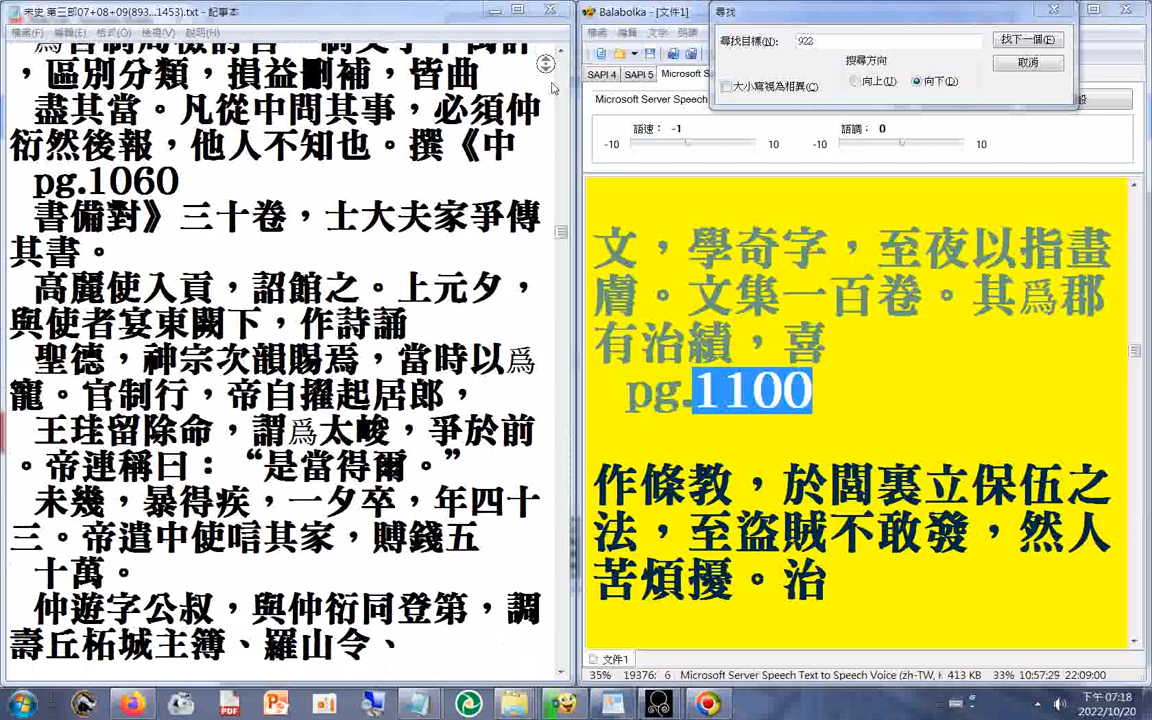 宋史 第三部07+08+09(893...1453).txt - 記事本
檔案(F) 編輯(E) 格式(O) 檢視(V) 說明(H)
，區別分類，損益刪補，皆曲
盡其當。凡從中問其事，必須仲
衍然後報，他人不知也。撰《中
pg.1060
書備對》三十卷，士大夫家爭傳
其書。
高麗使入貢，詔館之。上元夕，
與使者宴東闕下，作詩誦
聖德，神宗次韻賜焉，當時以爲
寵。官制行，帝自擢起居郎，
王珪留除命，謂爲太峻，爭於前
。帝連稱曰：“是當得爾。”
未幾，暴得疾，一夕卒，年四十
三。帝遣中使唁其家，賻錢五
十萬。
仲遊字公叔，與仲衍同登第，調
壽丘柘城主簿、羅山令、
Balabolka - [文件1]
檔案 編輯 文字 朗讀
SAPI 4 SAPI 5 Microsoft S
Microsoft Server Speech
設
語速： -1 語調： 0
-10 10 -10 10
尋找
尋找目標(N): 922
找下一個(F)
搜尋方向
取消
大小寫視為相異(C)
向上(U) 向下(D)
文，學奇字，至夜以指畫
膚。文集一百卷。其爲郡
有治績，喜
pg.1100
作條教，於閭裏立保伍之
法，至盜賊不敢發，然人
苦煩擾。治
文件1
35% 19376: 6 Microsoft Server Speech Text to Speech Voice (zh-TW, H 413 KB 33% 10:57:29 22:09:00
下午 07:18
2022/10/20